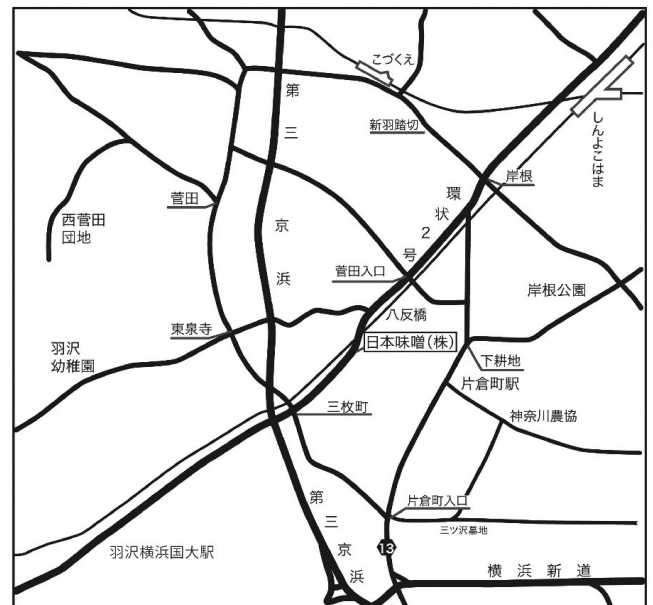 こづくえ
第三京浜
新羽踏切
しんよこはま
岸根
環状2号
菅田
西菅田
団地
菅田入口
岸根公園
八反橋
日本味噌(株)
東泉寺
羽沢
幼稚園
下耕地
片倉町駅
三枚町
神奈川農協
片倉町入口
第三京浜
三ツ沢墓地
羽沢横浜国大駅
13
横浜新道